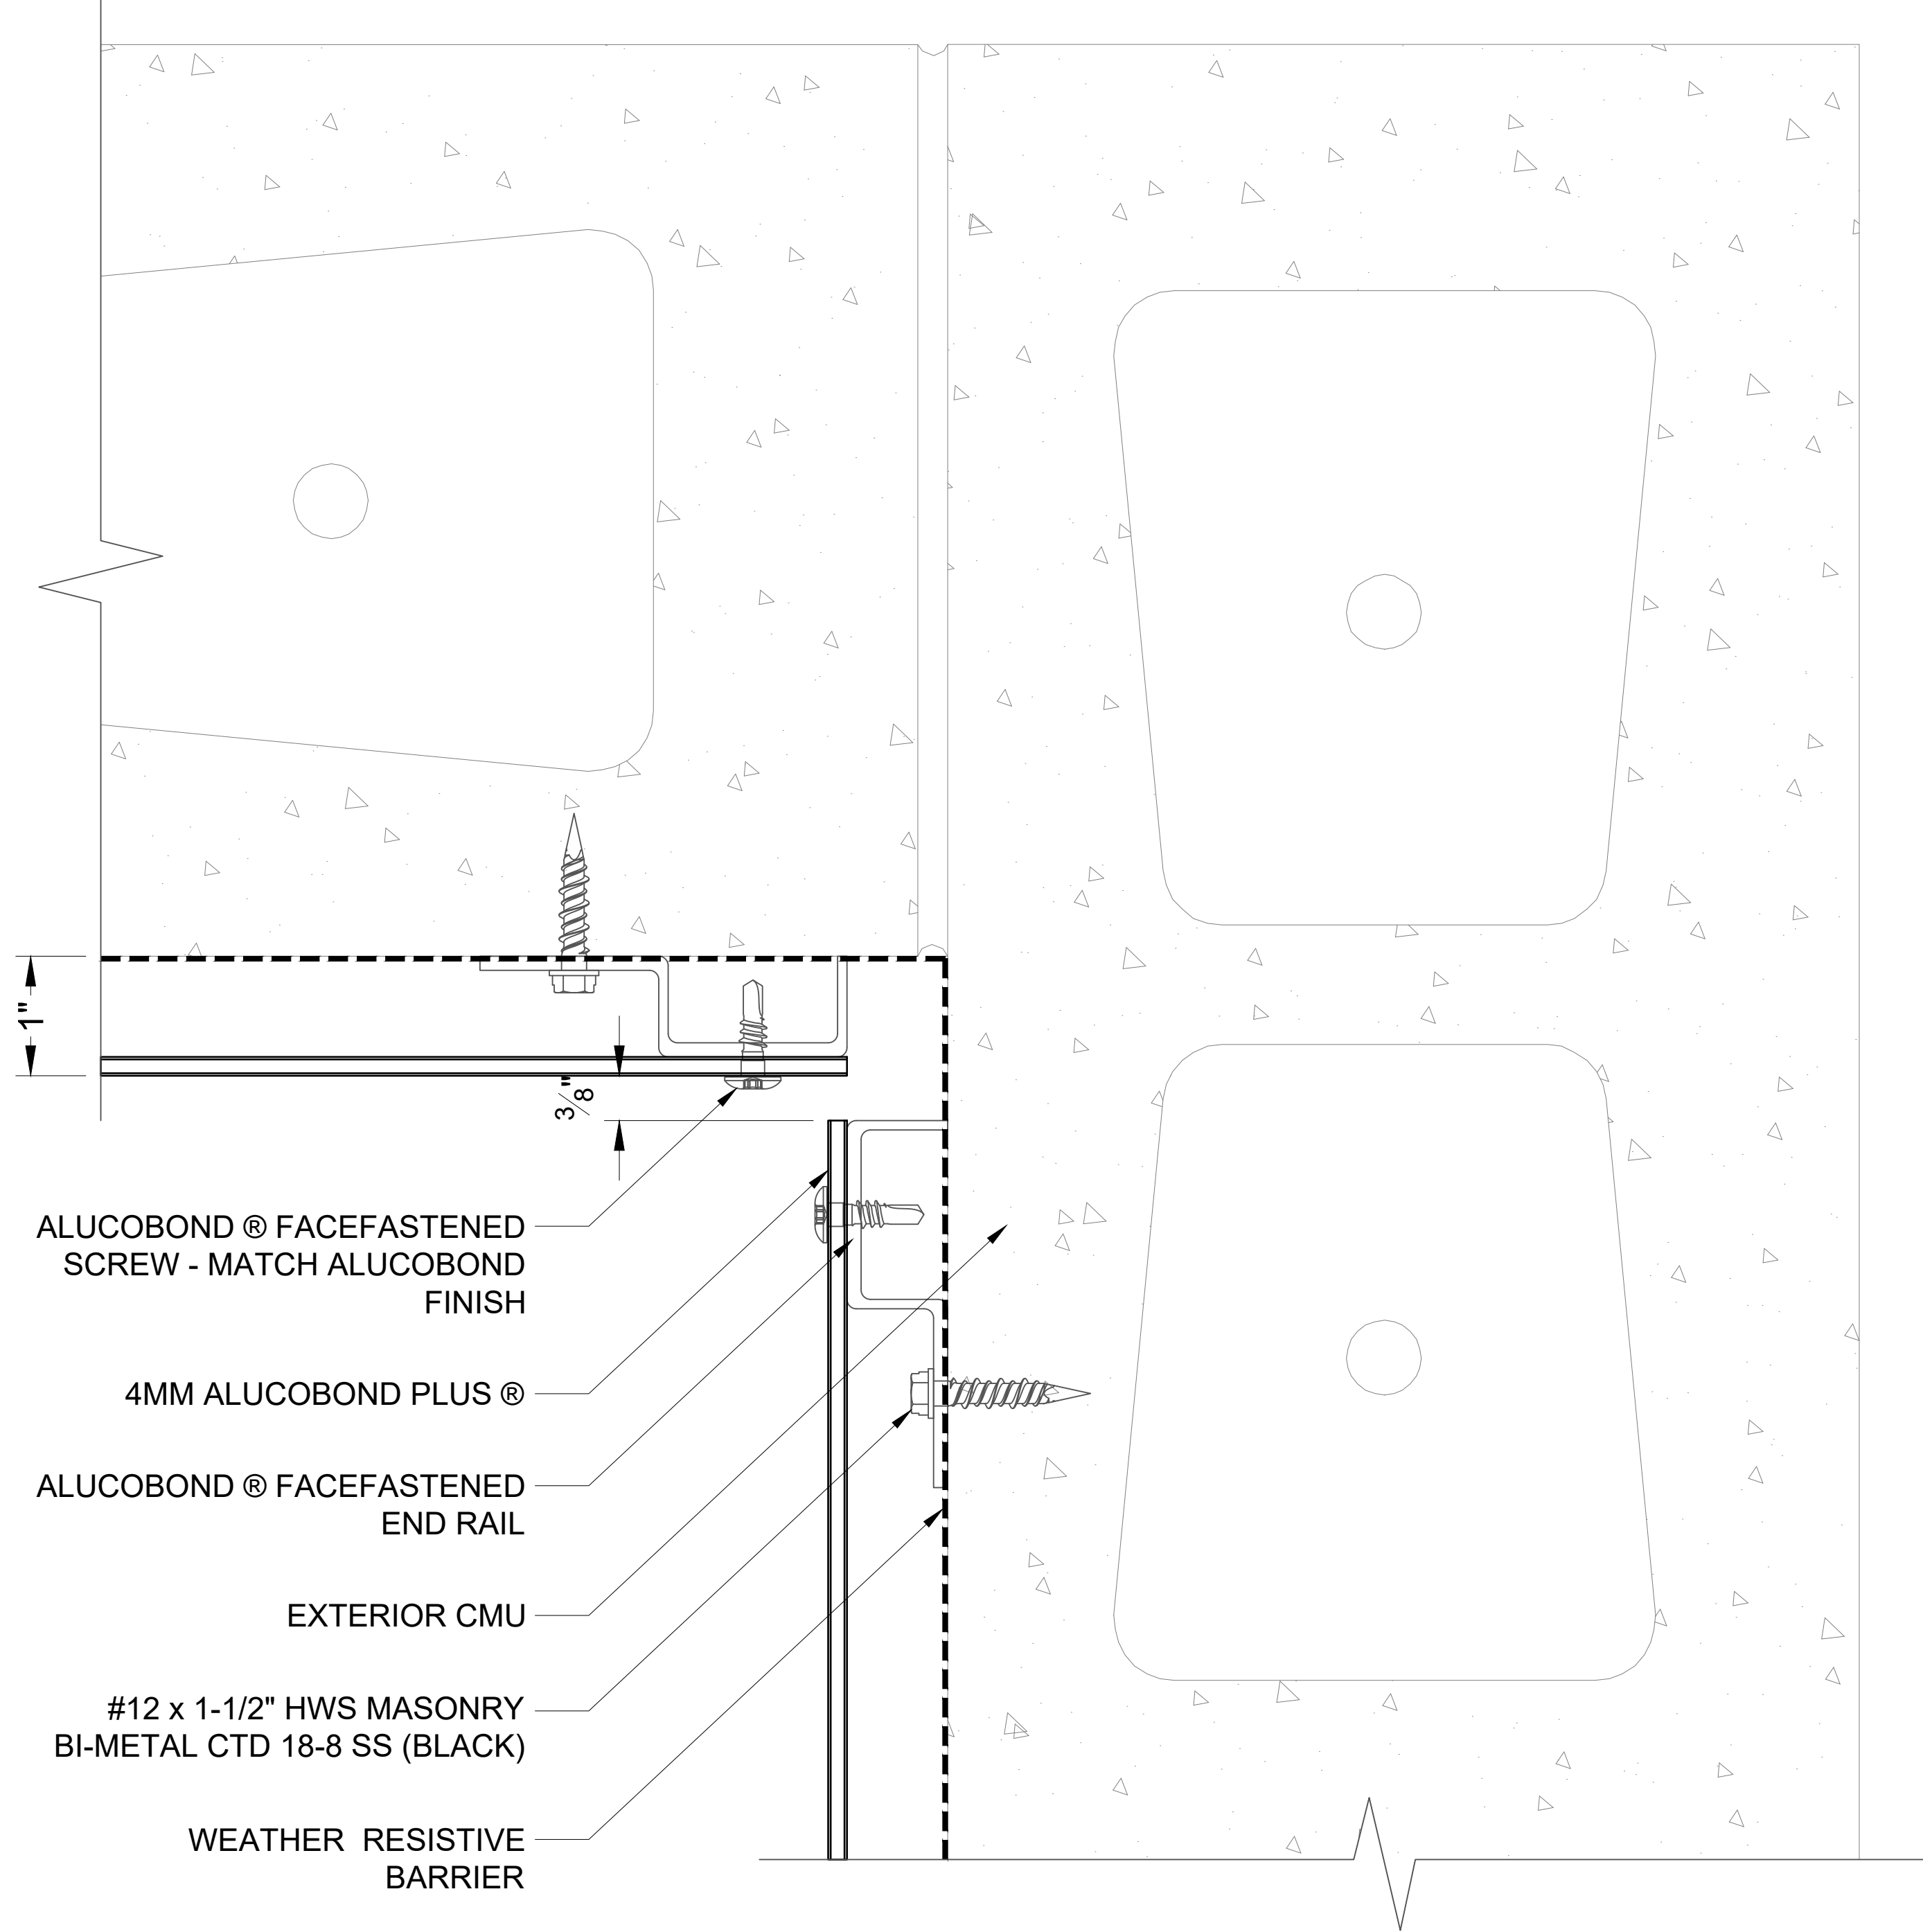 1"
3/8"
ALUCOBOND ® FACEFASTENED
SCREW - MATCH ALUCOBOND
FINISH
4MM ALUCOBOND PLUS ®
ALUCOBOND ® FACEFASTENED
END RAIL
EXTERIOR CMU
#12 x 1-1/2" HWS MASONRY
BI-METAL CTD 18-8 SS (BLACK)
WEATHER RESISTIVE
BARRIER